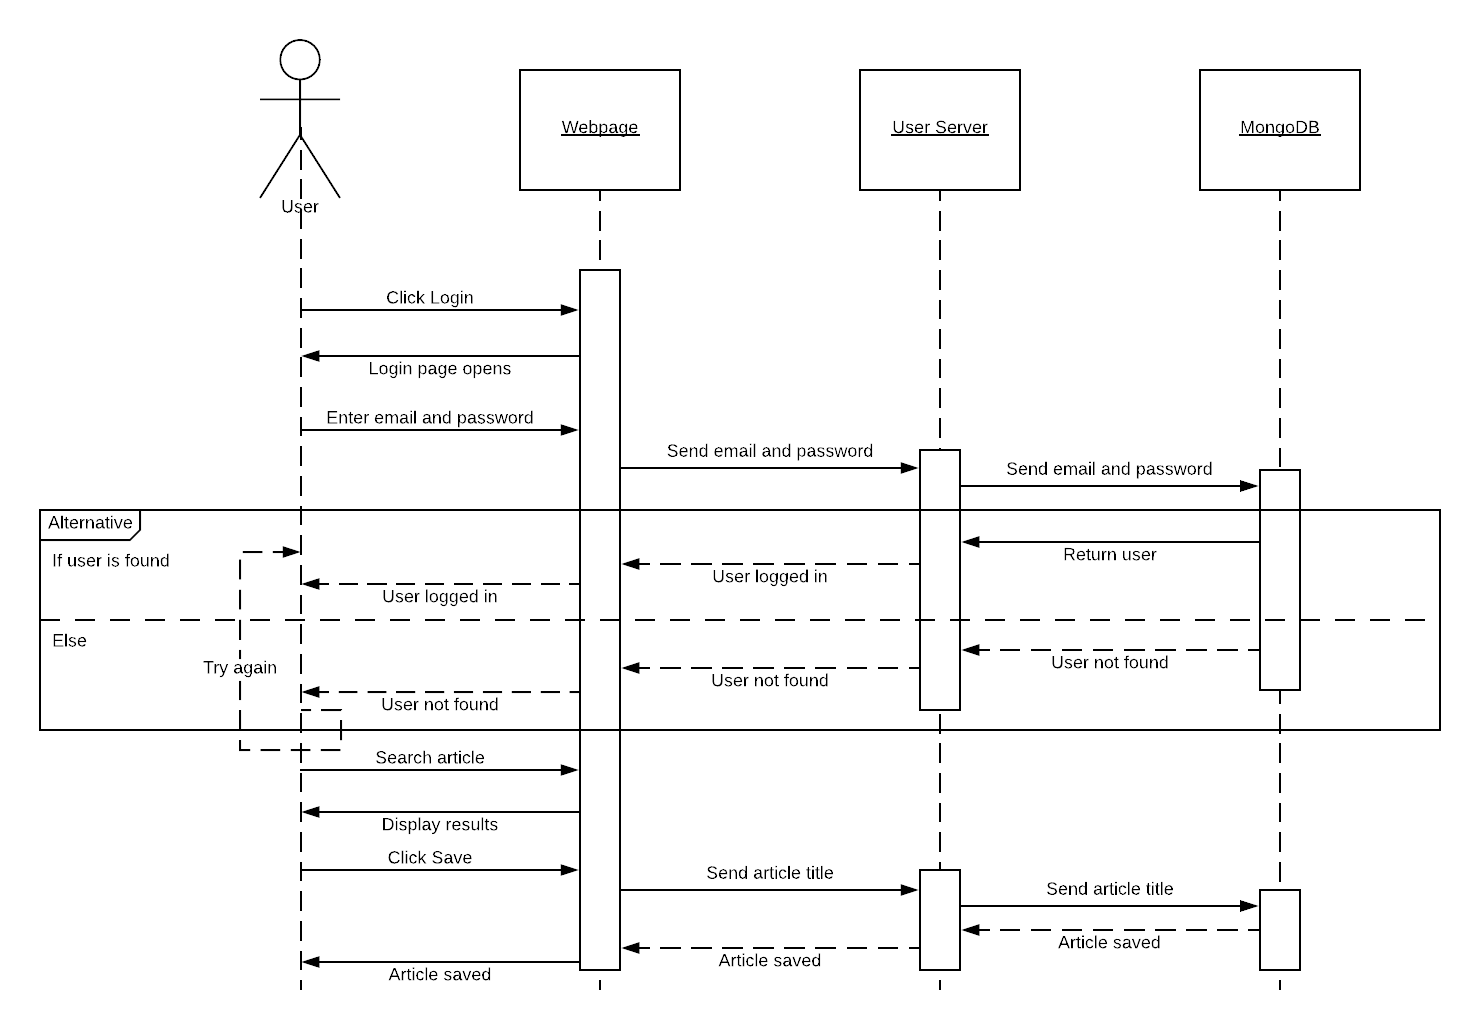 Webpage
User Server
MongoDB
User
Click Login
Login page opens
Enter email and password
Send email and password
Send email and password
Alternative
If user is found
Return user
User logged in
User logged in
Else
User not found
Try again
User not found
User not found
Search article
Display results
Click Save
Send article title
Send article title
Article saved
Article saved
Article saved